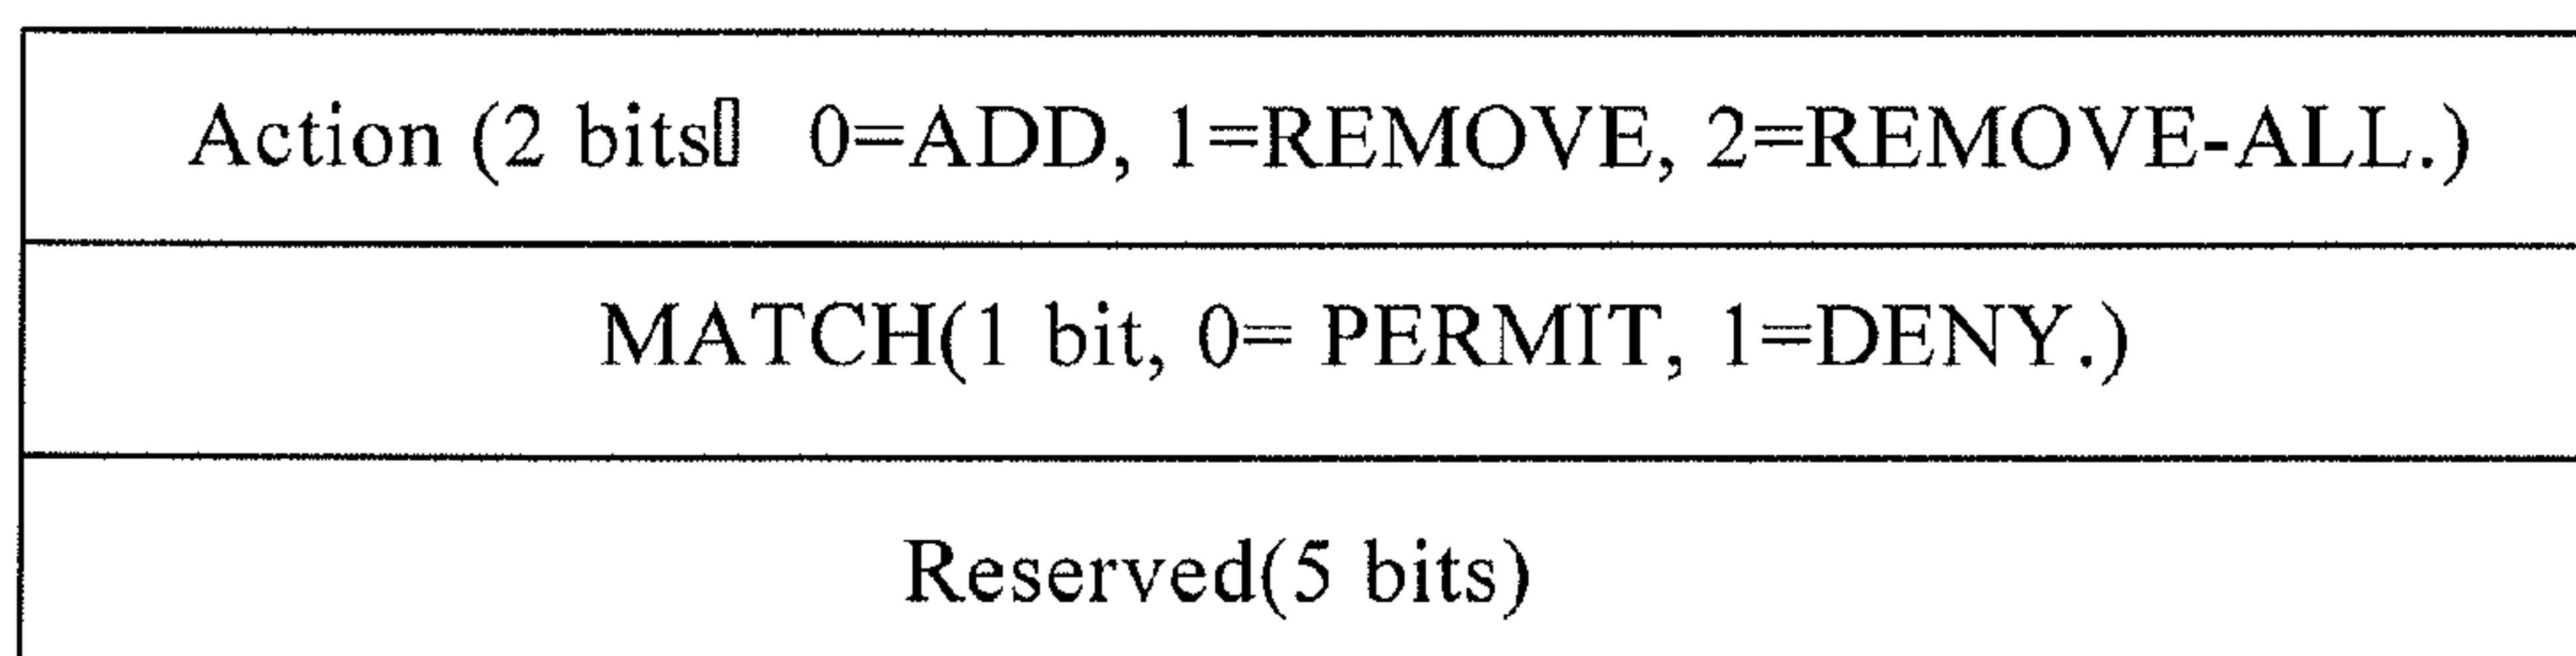 Action (2 bits▯ 0=ADD, 1=REMOVE, 2=REMOVE-ALL.)
MATCH(1 bit, 0= PERMIT, 1=DENY.)
Reserved(5 bits)